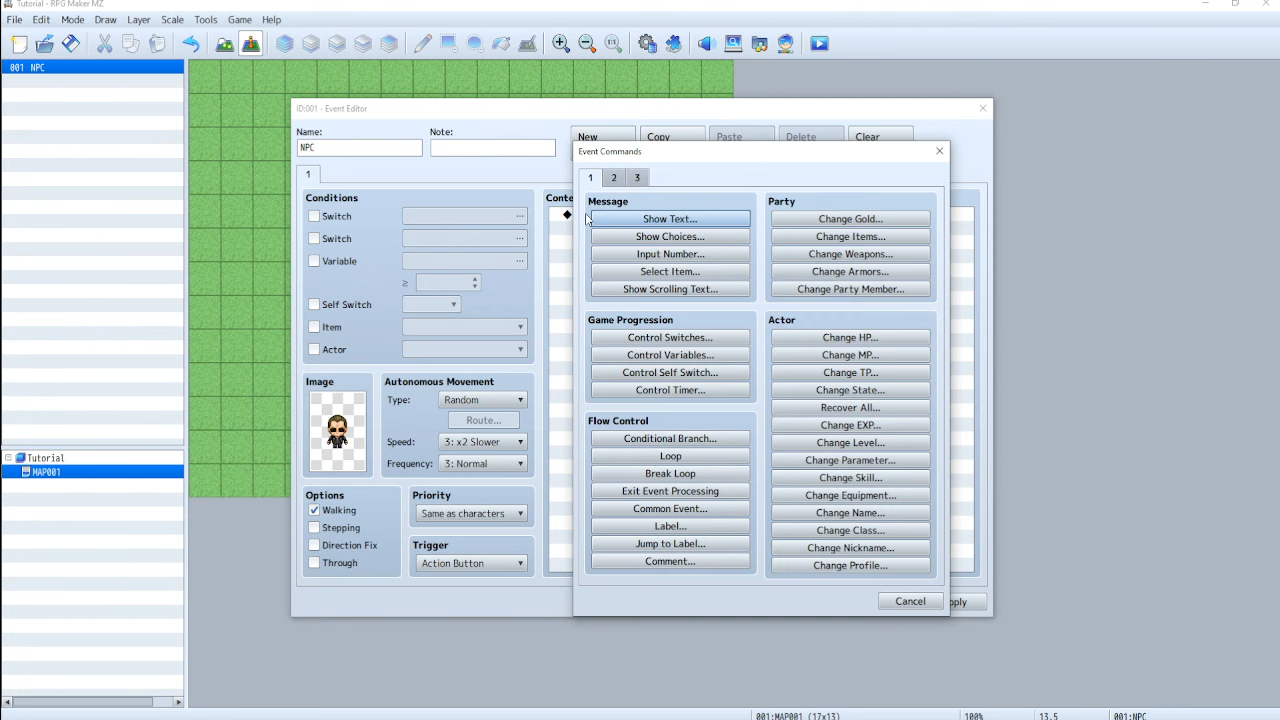 Tutorial - RPG Maker MZ
File Edit Mode Draw Layer Scale Tools Game Help
1:1
001 NPC
ID:001 - Event Editor
Name:
Note:
NPC
New
Copy
Paste
Delete
Clear
1
Conditions
Switch
Switch
Variable
≥
Self Switch
Item
Actor
Image
Autonomous Movement
Type: Random
Route...
Speed: 3: x2 Slower
Frequency: 3: Normal
Options
Walking
Stepping
Direction Fix
Through
Priority
Same as characters
Trigger
Action Button
Conte
Event Commands
1 2 3
Message
Show Text...
Show Choices...
Input Number...
Select Item...
Show Scrolling Text...
Game Progression
Control Switches...
Control Variables...
Control Self Switch...
Control Timer...
Flow Control
Conditional Branch...
Loop
Break Loop
Exit Event Processing
Common Event...
Label...
Jump to Label...
Comment...
Party
Change Gold...
Change Items...
Change Weapons...
Change Armors...
Change Party Member...
Actor
Change HP...
Change MP...
Change TP...
Change State...
Recover All...
Change EXP...
Change Level...
Change Parameter...
Change Skill...
Change Equipment...
Change Name...
Change Class...
Change Nickname...
Change Profile...
Cancel
pply
Tutorial
MAP001
001:MAP001 (17x13)
100%
13,5
001:NPC